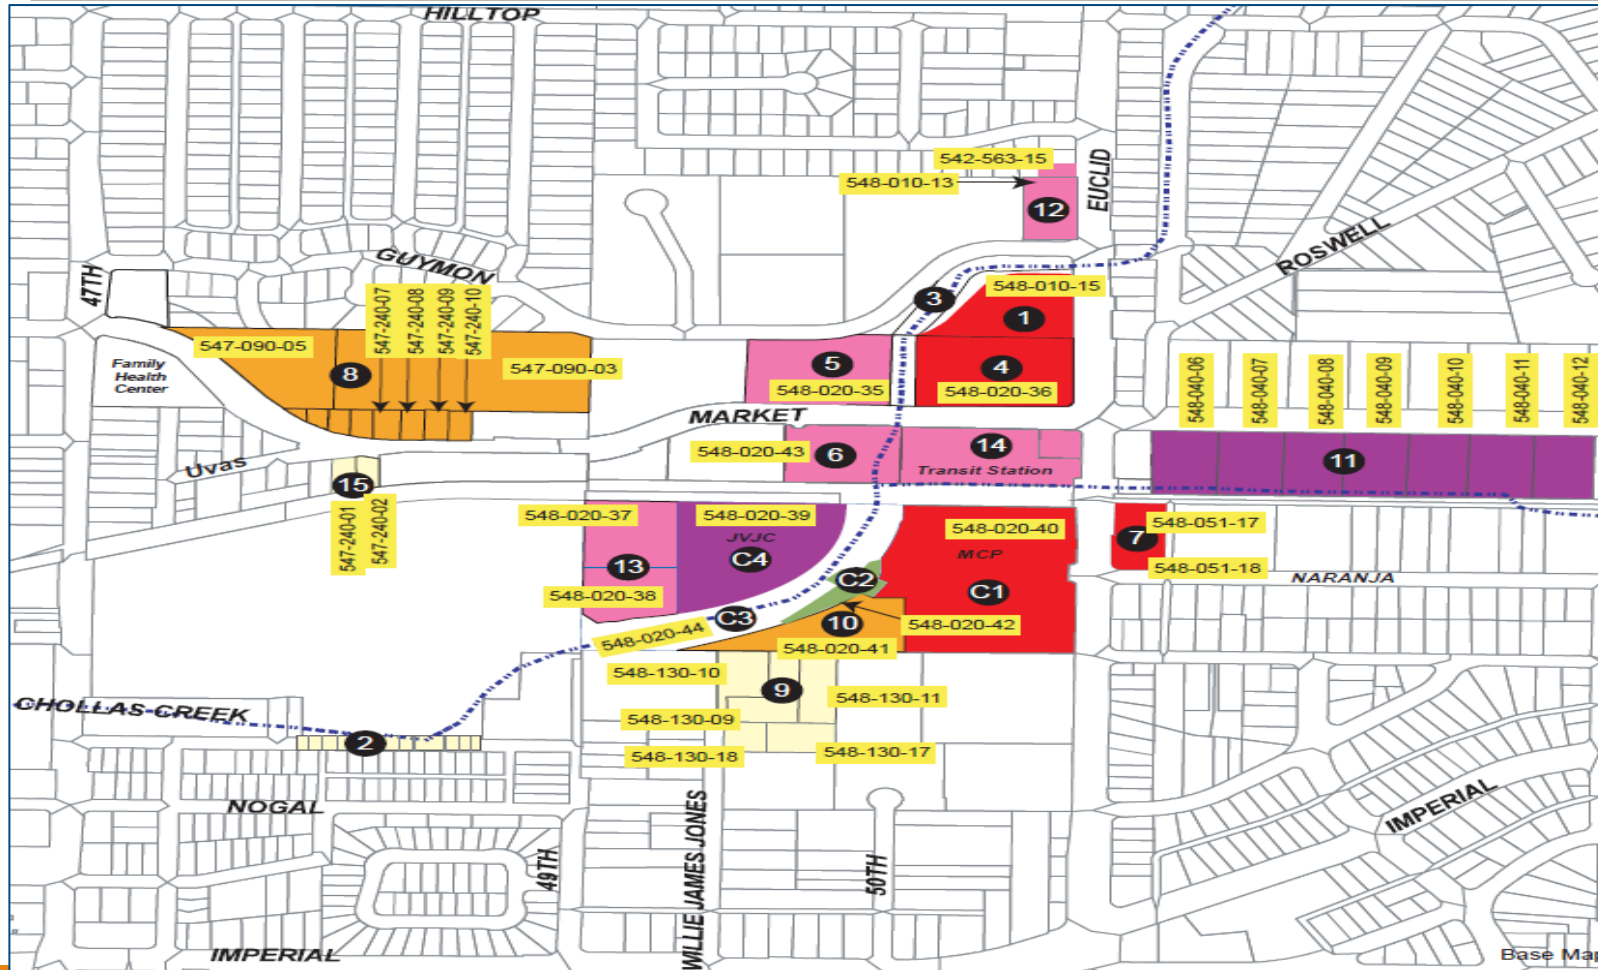 HILLTOP
542-563-15
548-010-13
EUCLID
12
ROSWELL
GUYMON
47TH
547-240-07
547-240-08
547-240-09
547-240-10
3
548-010-15
1
547-090-05
Family
Health
Center
8
547-090-03
5
548-020-35
4
548-020-36
548-040-06
548-040-07
548-040-08
548-040-09
548-040-10
548-040-11
548-040-12
MARKET
548-020-43
6
14
Transit Station
11
Uvas
15
547-240-01
547-240-02
548-020-37
548-020-39
JVJC
C4
548-020-40
MCP
548-051-17
7
548-051-18
13
548-020-38
C2
C1
NARANJA
C3
548-020-44
10
548-020-42
548-020-41
548-130-10
9
548-130-11
548-130-09
548-130-18
548-130-17
CHOLLAS CREEK
2
NOGAL
49TH
WILLIE JAMES JONES
50TH
IMPERIAL
IMPERIAL
Base Map